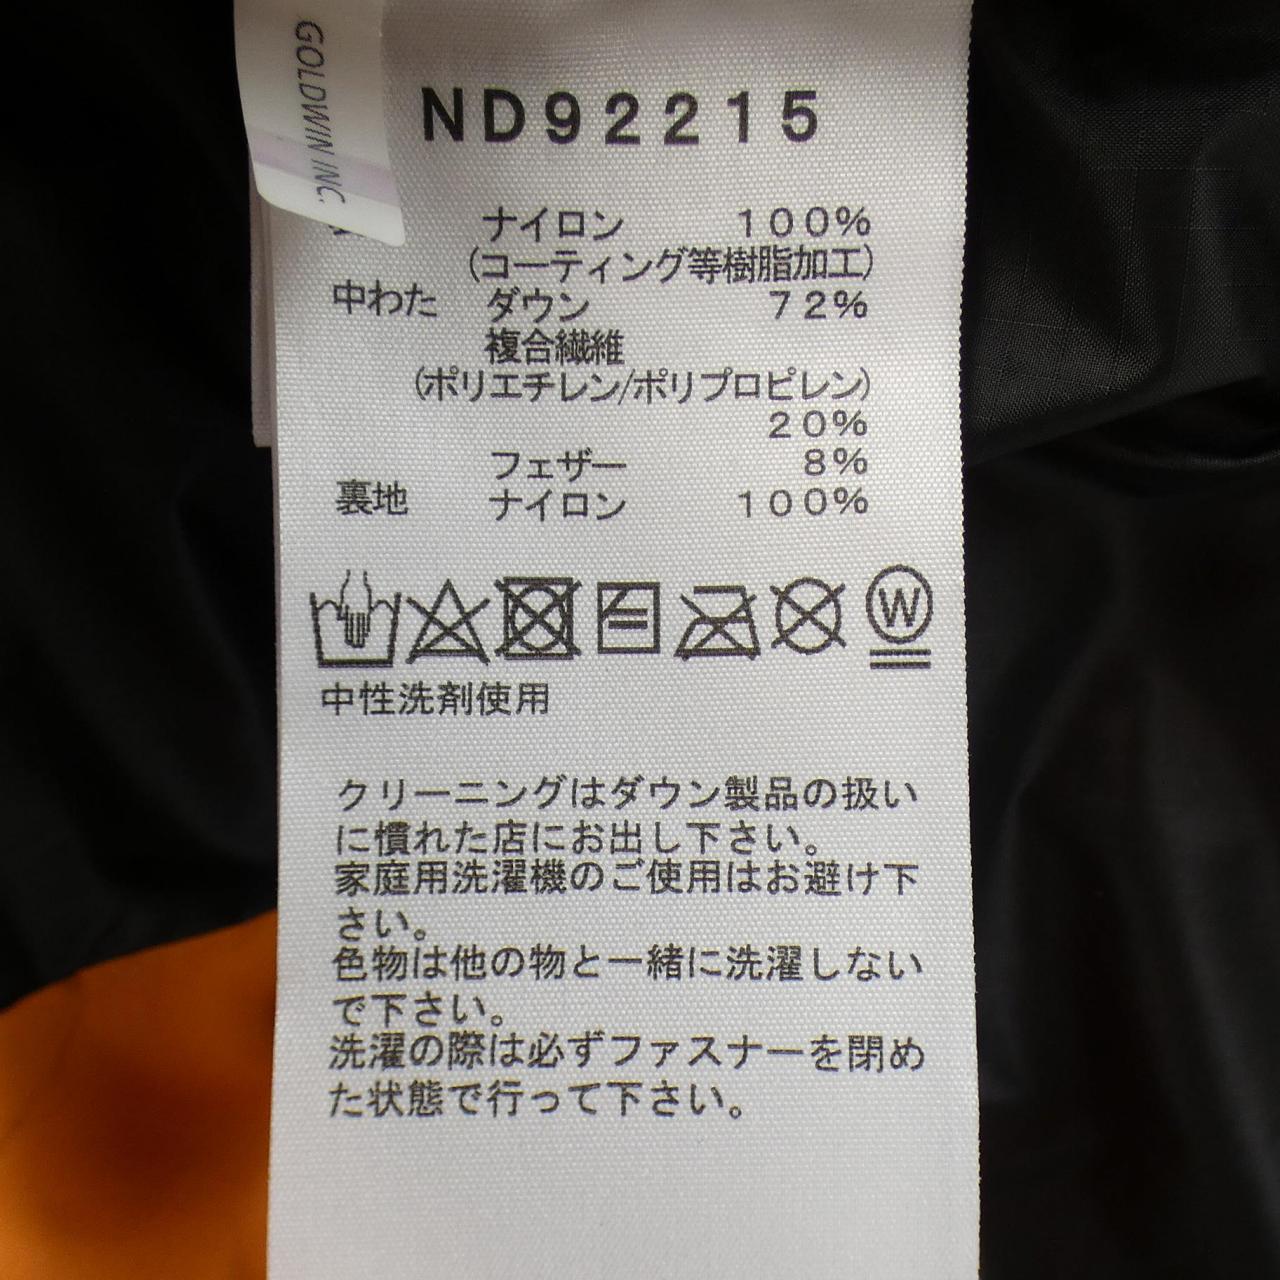 GOLDWIN INC.
ND92215
ナイロン 100%
(コーティング等樹脂加工)
中わた ダウン 72%
複合繊維
(ポリエチレン/ポリプロピレン)
20%
フェザー 8%
裏地 ナイロン 100%
W
中性洗剤使用
クリーニングはダウン製品の扱い
に慣れた店にお出し下さい。
家庭用洗濯機のご使用はお避け下
さい。
色物は他の物と一緒に洗濯しない
で下さい。
洗濯の際は必ずファスナーを閉め
た状態で行って下さい。